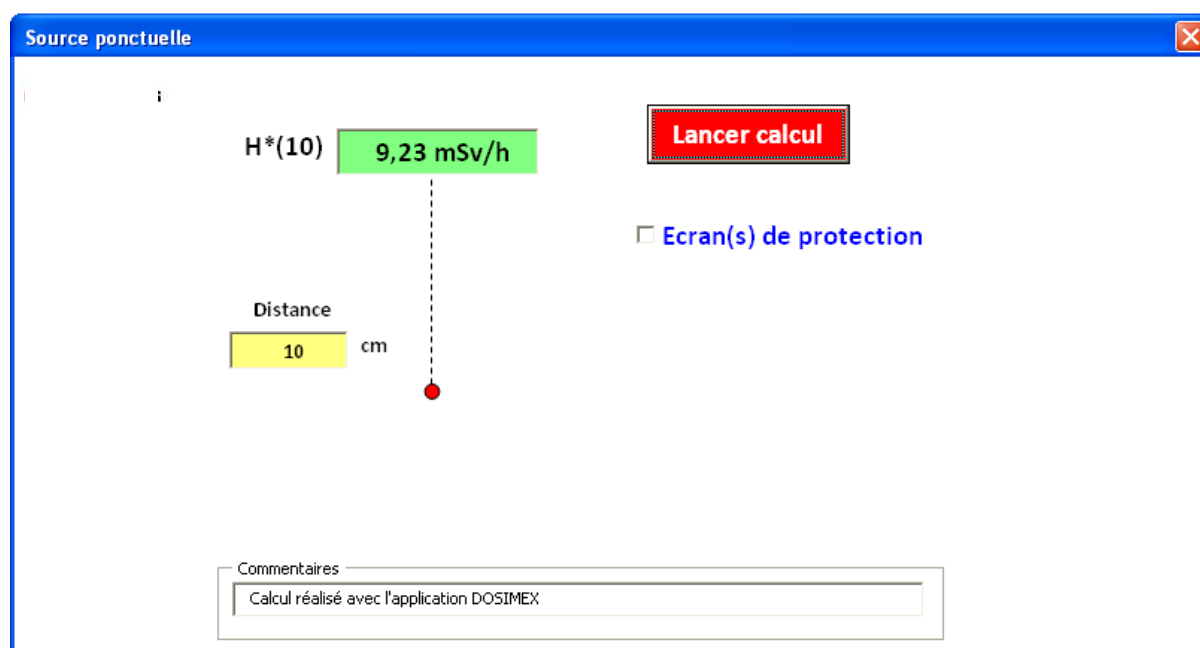 Source ponctuelle
H*(10)
9,23 mSv/h
Lancer calcul
Ecran(s) de protection
Distance
10
cm
Commentaires
Calcul réalisé avec l'application DOSIMEX